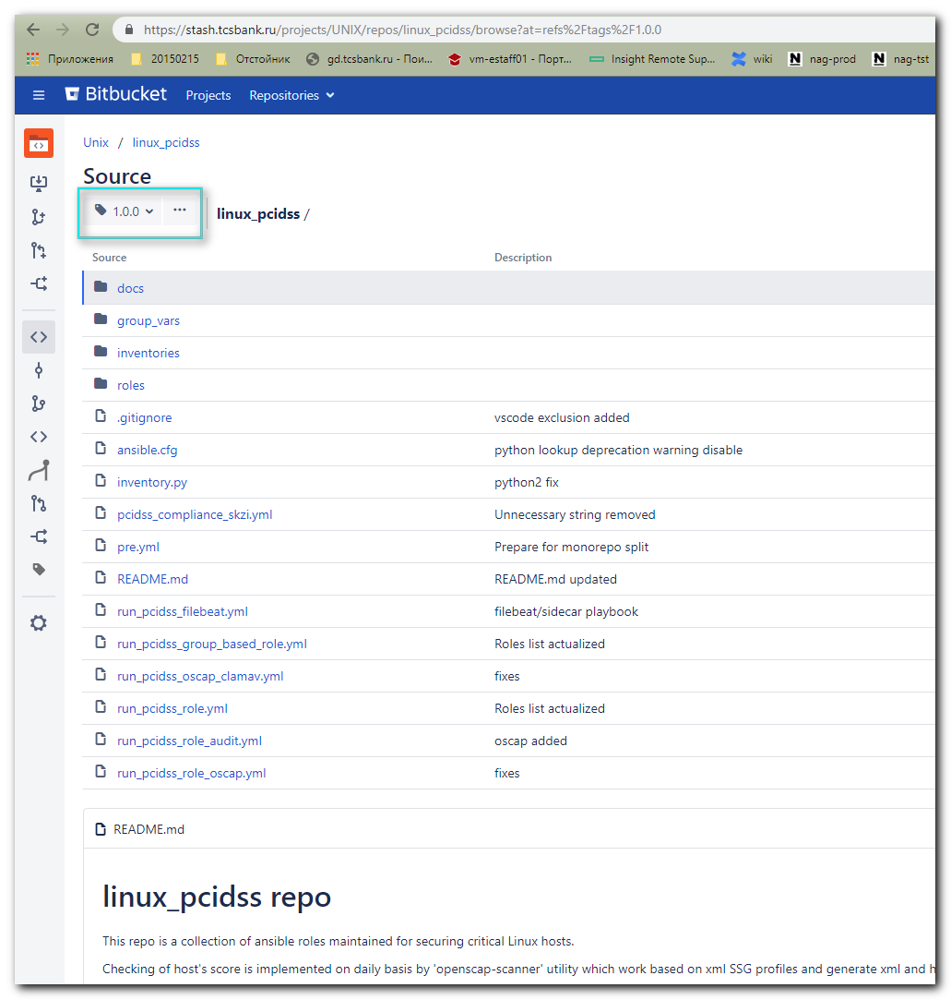 https://stash.tcsbank.ru/projects/UNIX/repos/linux_pcidss/browse?at=refs%2Ftags%2F1.0.0
Приложения 20150215 Отстойник gd.tcsbank.ru - Пои... vm-estaff01 - Порт... Insight Remote Sup... wiki nag-prod nag-tst
Bitbucket Projects Repositories
Unix / linux_pcidss
Source
1.0.0 ... linux_pcidss /
Source Description
docs
group_vars
inventories
roles
.gitignore vscode exclusion added
ansible.cfg python lookup deprecation warning disable
inventory.py python2 fix
pcidss_compliance_skzi.yml Unnecessary string removed
pre.yml Prepare for monorepo split
README.md README.md updated
run_pcidss_filebeat.yml filebeat/sidecar playbook
run_pcidss_group_based_role.yml Roles list actualized
run_pcidss_oscap_clamav.yml fixes
run_pcidss_role.yml Roles list actualized
run_pcidss_role_audit.yml oscap added
run_pcidss_role_oscap.yml fixes
README.md
linux_pcidss repo
This repo is a collection of ansible roles maintained for securing critical Linux hosts.
Checking of host's score is implemented on daily basis by 'openscap-scanner' utility which work based on xml SSG profiles and generate xml and h